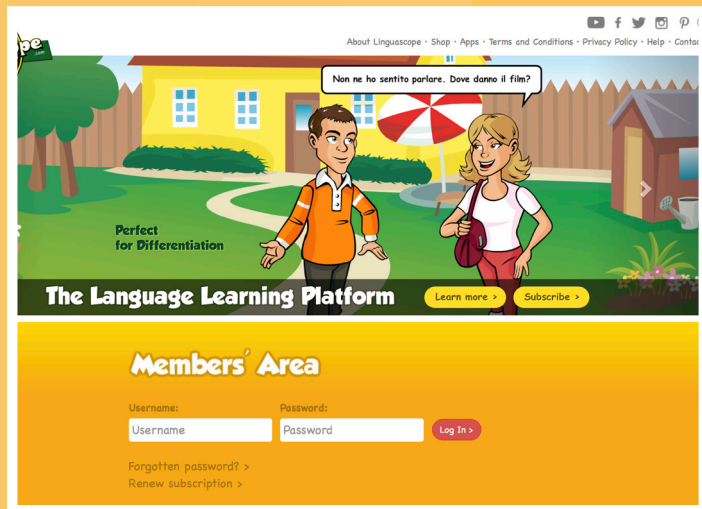 pe
.com
About Linguascope · Shop · Apps · Terms and Conditions · Privacy Policy · Help · Contac
Non ne ho sentito parlare. Dove danno il film?
Perfect
for Differentiation
The Language Learning Platform
Learn more >
Subscribe >
Members' Area
Username:
Password:
Username
Password
Log In >
Forgotten password? >
Renew subscription >